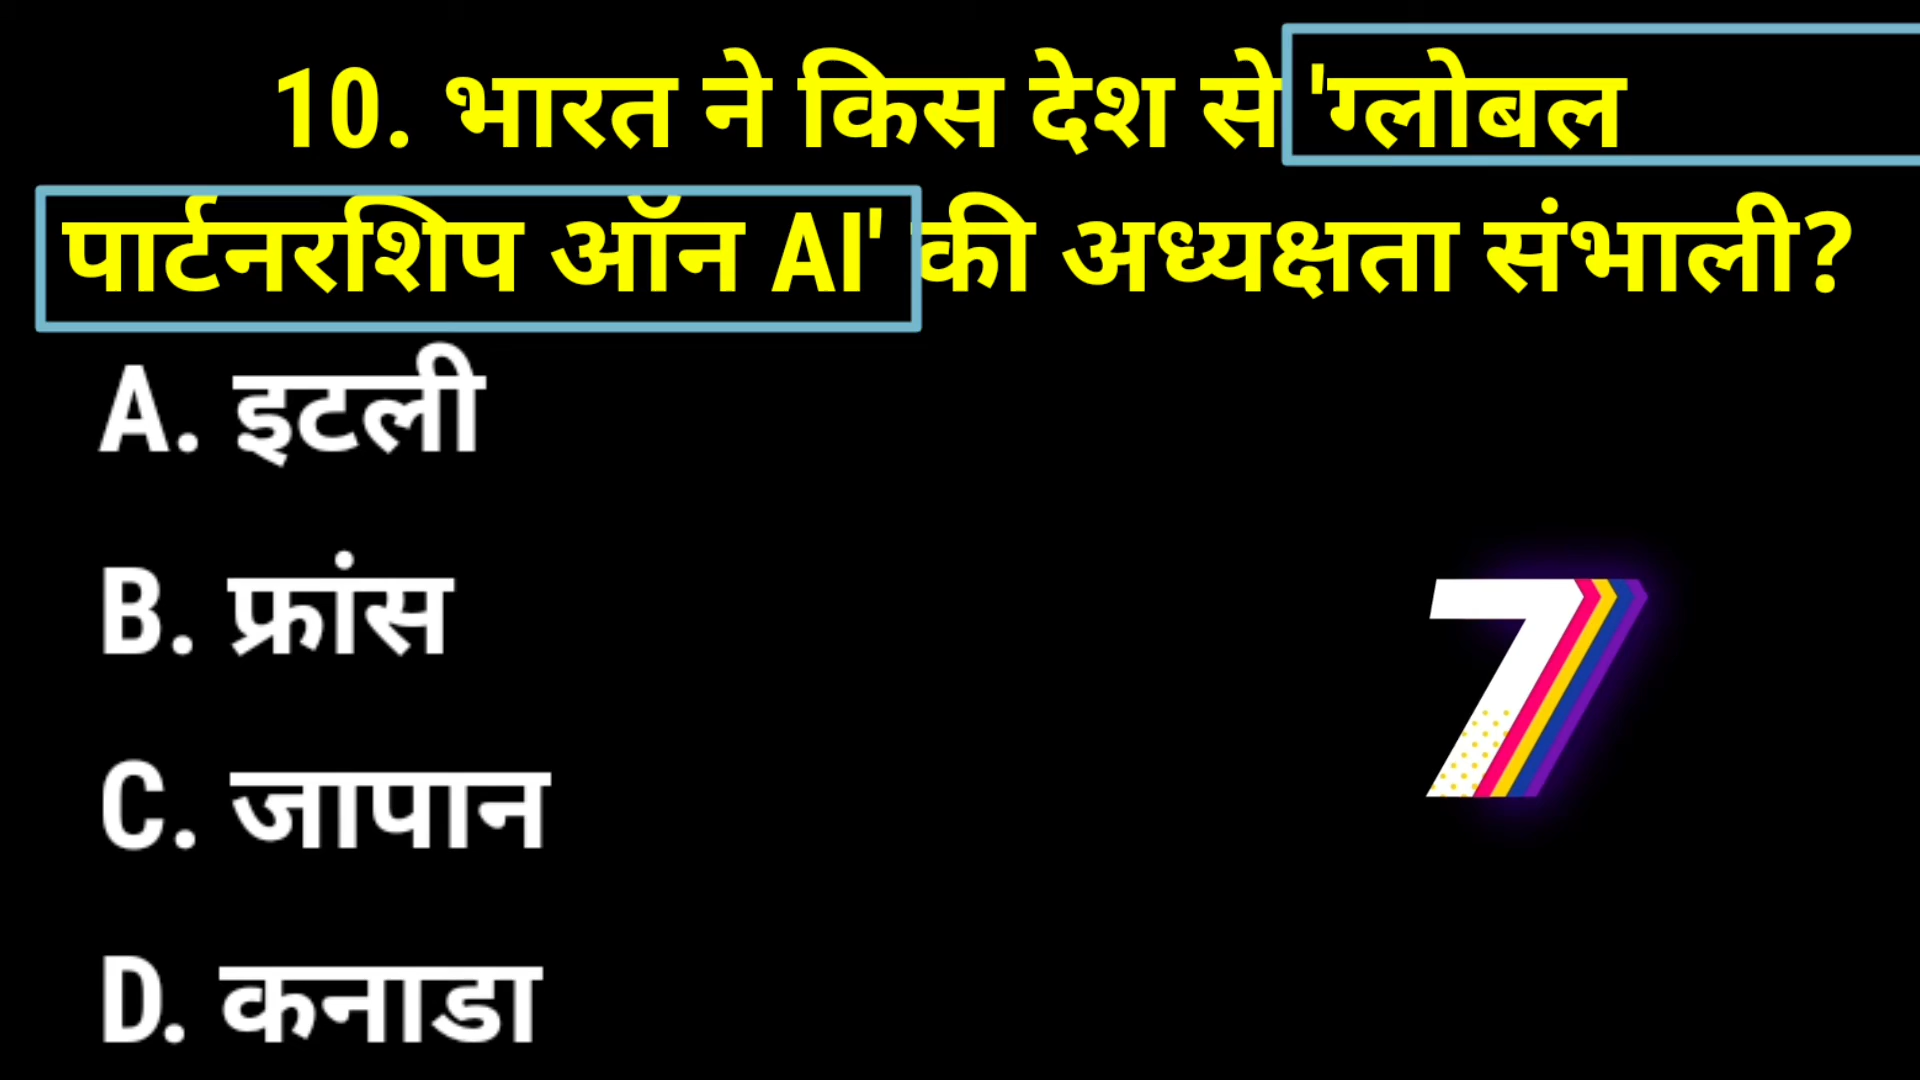 10. भारत ने किस देश से 'ग्लोबल
पार्टनरशिप ऑन AI' की अध्यक्षता संभाली?
A. इटली
B. फ्रांस
C. जापान
D. कनाडा
7